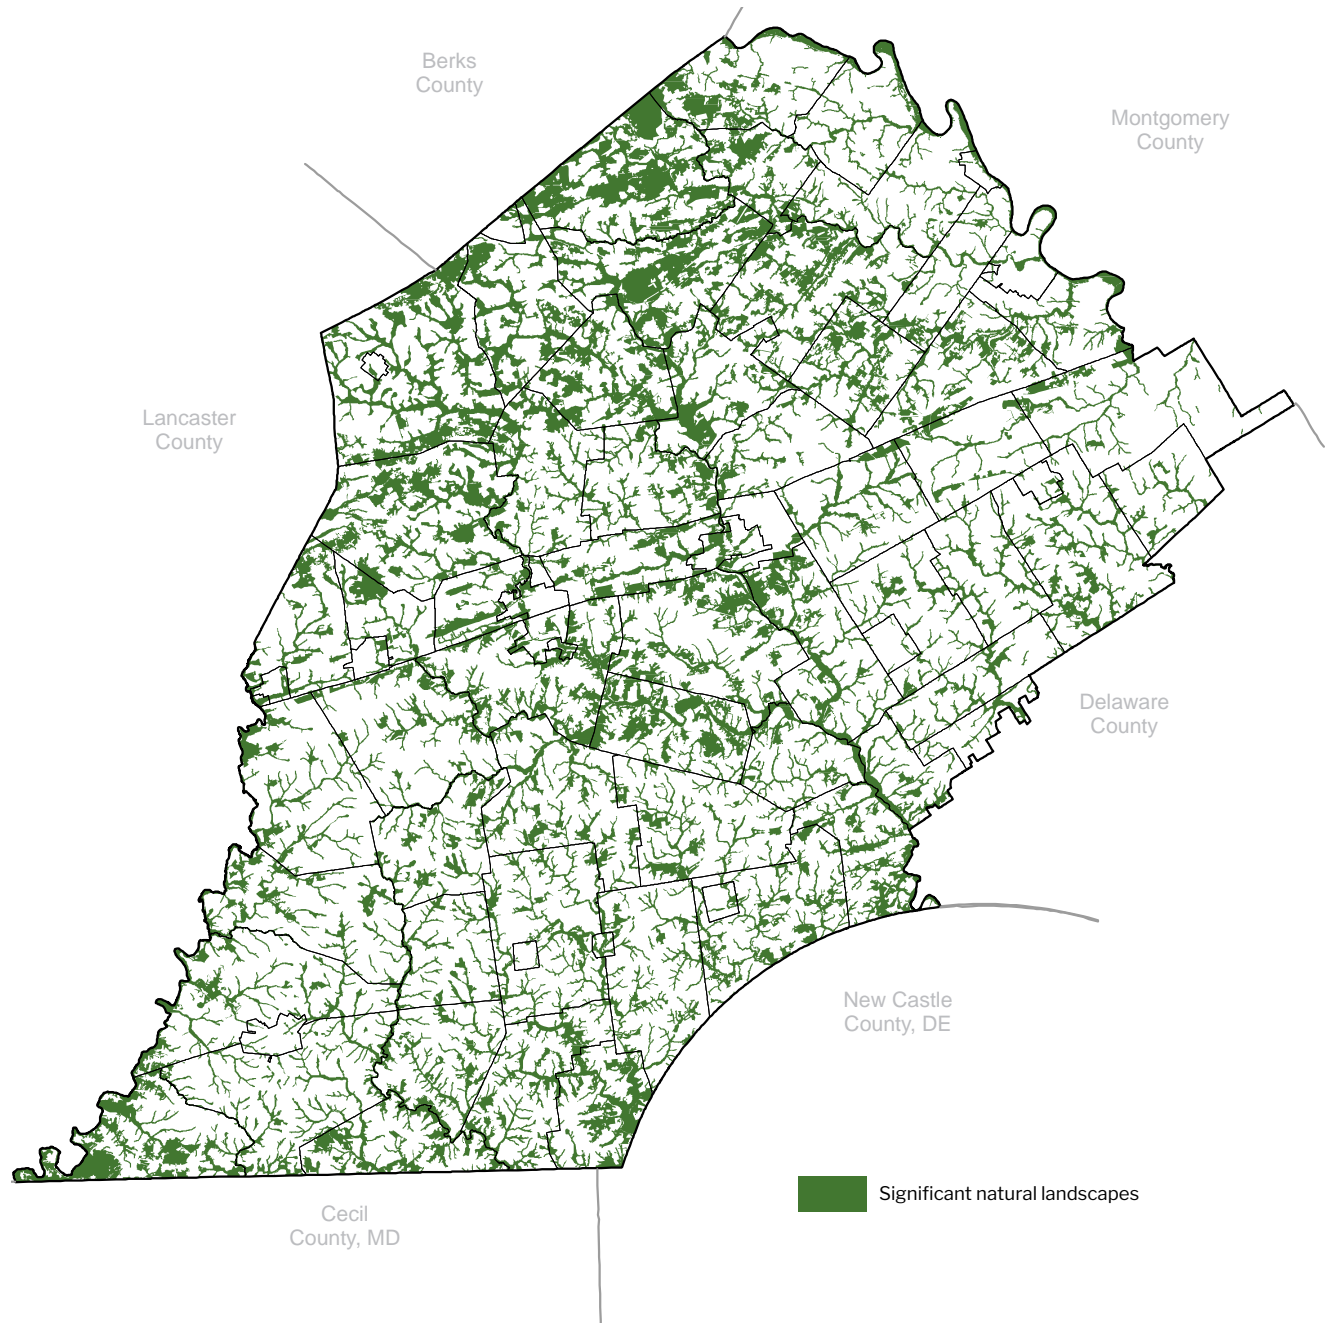 Berks
County
Montgomery
County
Lancaster
County
Delaware
County
New Castle
County, DE
Significant natural landscapes
Cecil
County, MD